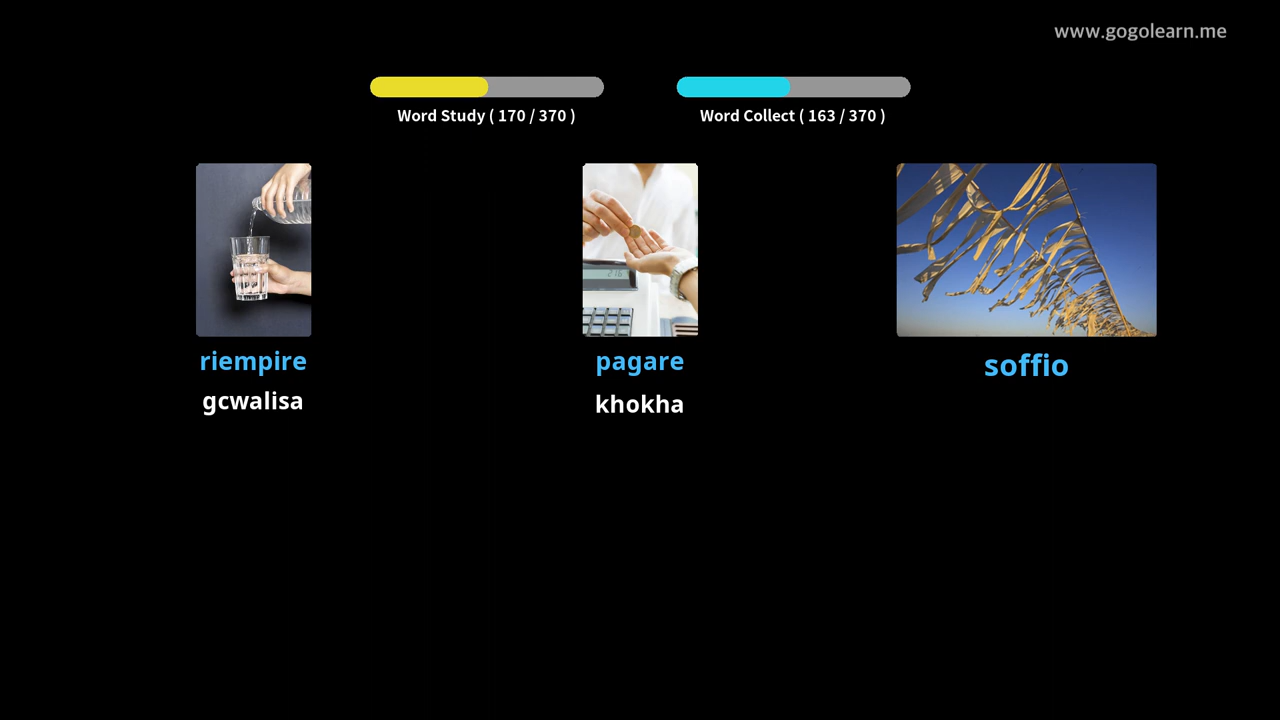 www.gogolearn.me
Word Study ( 170 / 370 )
Word Collect ( 163 / 370 )
riempire
gcwalisa
pagare
khokha
soffio